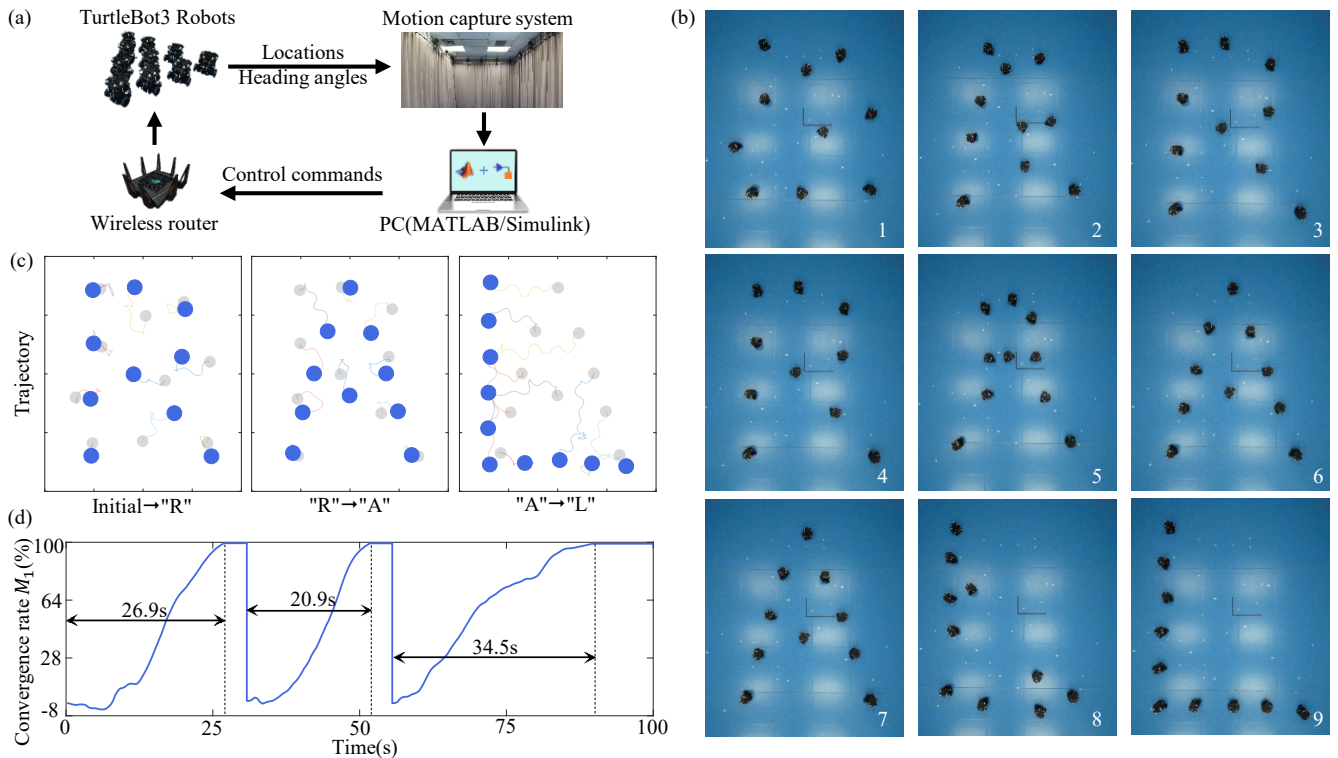 (a)
TurtleBot3 Robots
Locations
Heading angles
Motion capture system
Control commands
Wireless router
PC(MATLAB/Simulink)
(b)
1
2
3
4
5
6
7
8
9
(c)
Trajectory
Initial→"R"
"R"→"A"
"A"→"L"
(d)
Convergence rate M₁(%)
100
64
28
-8
26.9s
20.9s
34.5s
0
25
50
75
100
Time(s)